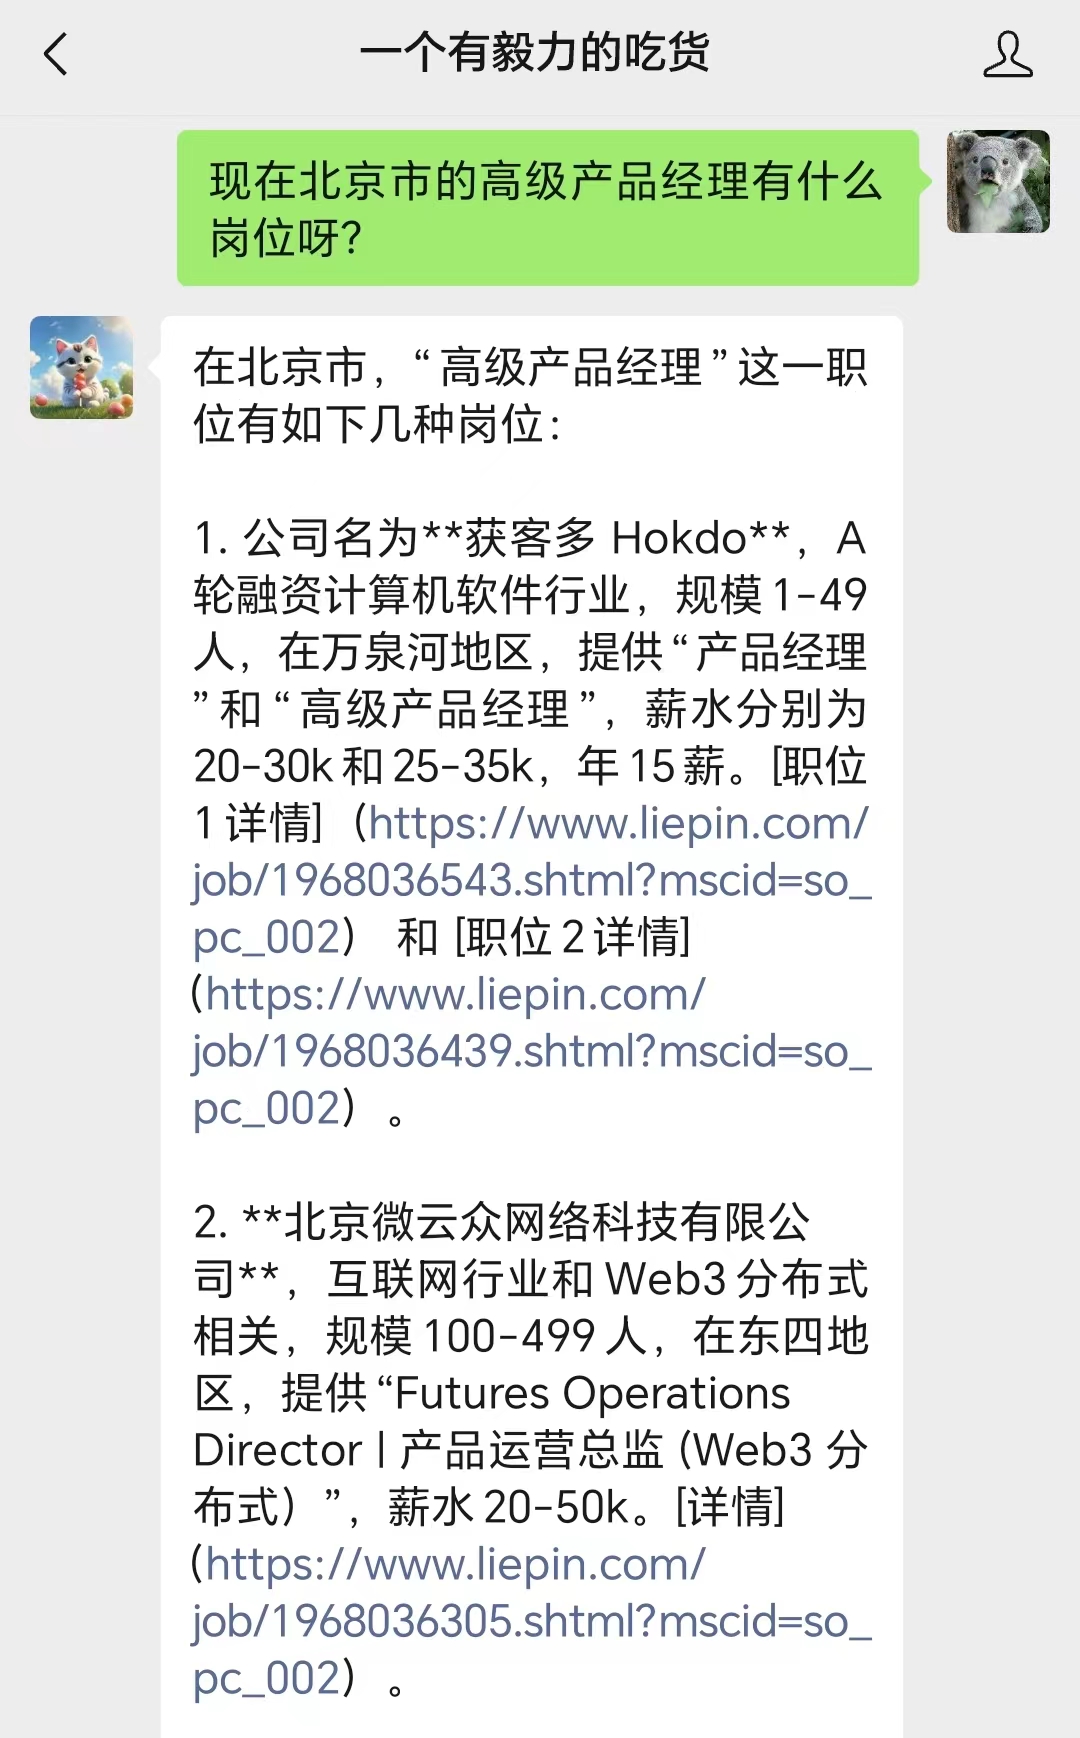 一个有毅力的吃货
现在北京市的高级产品经理有什么
岗位呀？
在北京市，“高级产品经理”这一职
位有如下几种岗位：
1. 公司名为**获客多 Hokdo**，A
轮融资计算机软件行业，规模 1-49
人，在万泉河地区，提供“产品经理
”和“高级产品经理”，薪水分别为
20-30k 和 25-35k，年 15 薪。[职位
1 详情]（https://www.liepin.com/
job/1968036543.shtml?mscid=so_
pc_002） 和 [职位 2 详情]
(https://www.liepin.com/
job/1968036439.shtml?mscid=so_
pc_002）。
2. **北京微云众网络科技有限公
司**，互联网行业和 Web3 分布式
相关，规模 100-499 人，在东四地
区，提供“Futures Operations
Director | 产品运营总监 (Web3 分
布式）”，薪水 20-50k。[详情]
(https://www.liepin.com/
job/1968036305.shtml?mscid=so_
pc_002）。